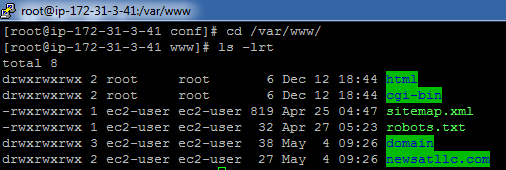 root@ip-172-31-3-41:/var/www
[root@ip-172-31-3-41 conf]# cd /var/www/
[root@ip-172-31-3-41 www]# ls -lrt
total 8
drwxrwxrwx 2 root     root       6 Dec 12 18:44 html
drwxrwxrwx 2 root     root       6 Dec 12 18:44 cgi-bin
-rwxrwxrwx 1 ec2-user ec2-user 819 Apr 25 04:47 sitemap.xml
-rwxrwxrwx 1 ec2-user ec2-user  32 Apr 27 05:23 robots.txt
drwxrwxrwx 3 ec2-user ec2-user  38 May  4 09:26 domain
drwxrwxrwx 2 ec2-user ec2-user  27 May  4 09:26 newsatllc.com